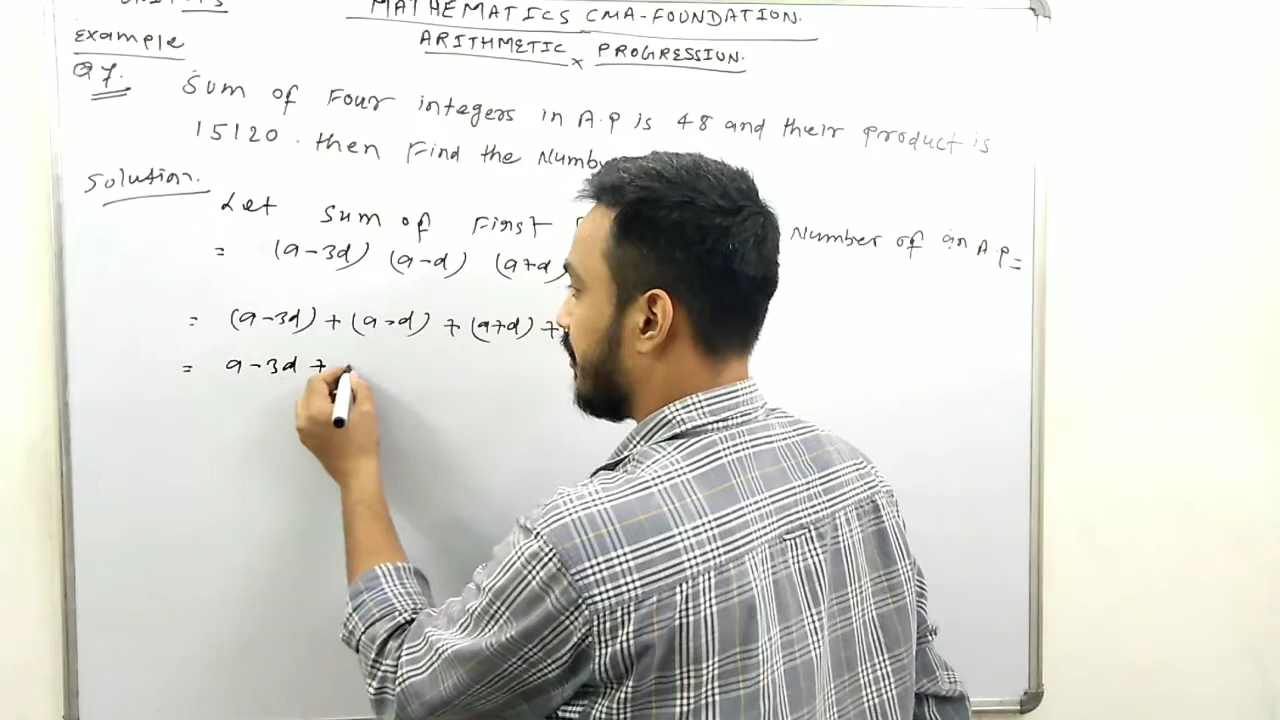 MATHEMATICS CMA-FOUNDATION.
Example
ARITHMETIC PROGRESSION.
Q7. Sum of Four integers in A.P is 48 and their product is
15120. then Find the Numb
Solution.
Let Sum of First Number of an A.P =
= (a-3d) (a-d) (a+d)
= (a-3d) + (a-d) + (a+d) +
= a-3d +